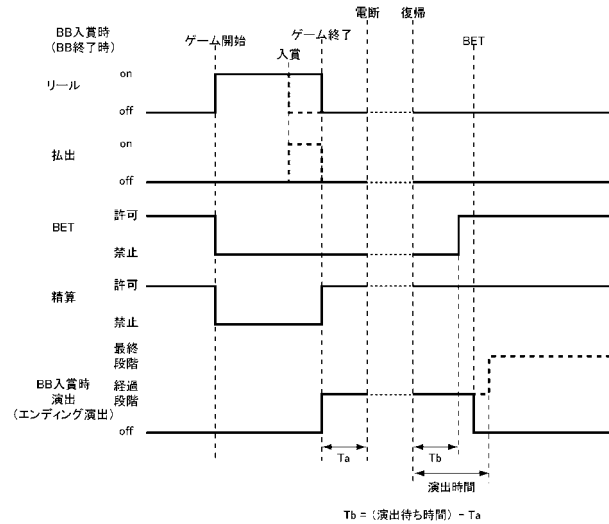 BB入賞時
(BB終了時)
電断 復帰
ゲーム開始 ゲーム終了 BET
入賞
リール on
off
払出 on
off
BET 許可
禁止
精算 許可
禁止
最終
段階
BB入賞時
演出
(エンディング演出)
経過
段階
off
Ta Tb
演出時間
Tb = (演出待ち時間) − Ta